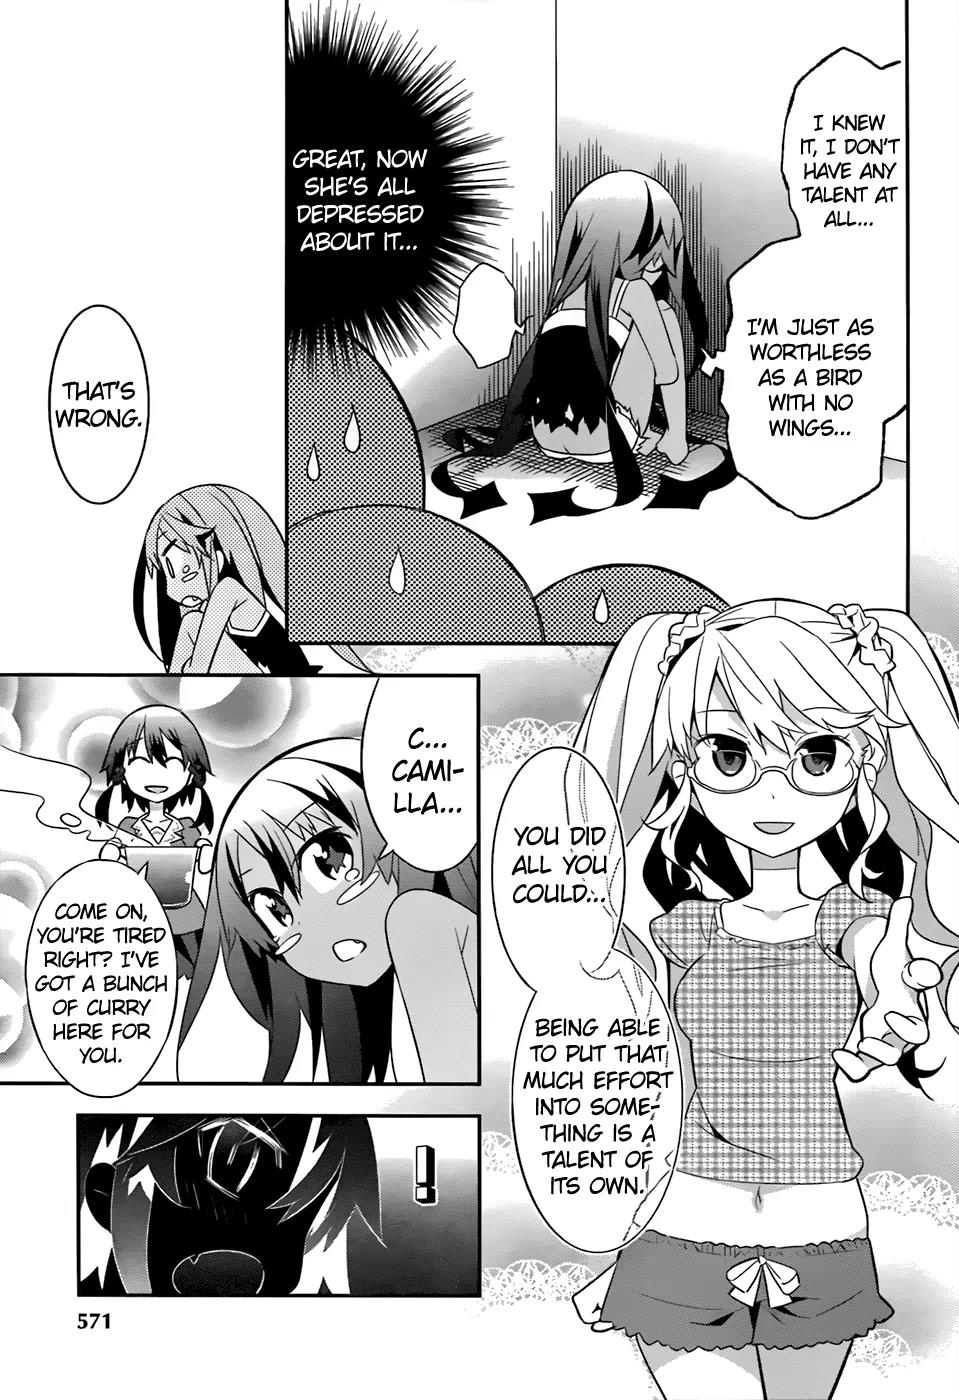 I KNEW
IT, I DON'T
HAVE ANY
TALENT AT
ALL...
I'M JUST AS
WORTHLESS
AS A BIRD
WITH NO
WINGS...
GREAT, NOW
SHE'S ALL
DEPRESSED
ABOUT IT...
THAT'S
WRONG.
YOU DID
ALL YOU
COULD...
BEING ABLE
TO PUT THAT
MUCH EFFORT
INTO SOME-
THING IS A
TALENT OF
ITS OWN.
C...
CAMI-
LLA...
COME ON,
YOU'RE TIRED
RIGHT? I'VE
GOT A BUNCH
OF CURRY
HERE FOR
YOU.
!
571